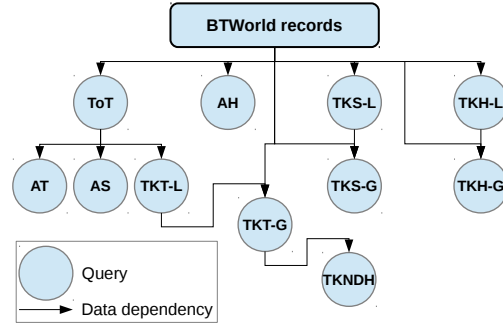 BTWorld records
ToT
AH
TKS-L
TKH-L
AT
AS
TKT-L
TKS-G
TKH-G
TKT-G
TKNDH
Query
Data dependency